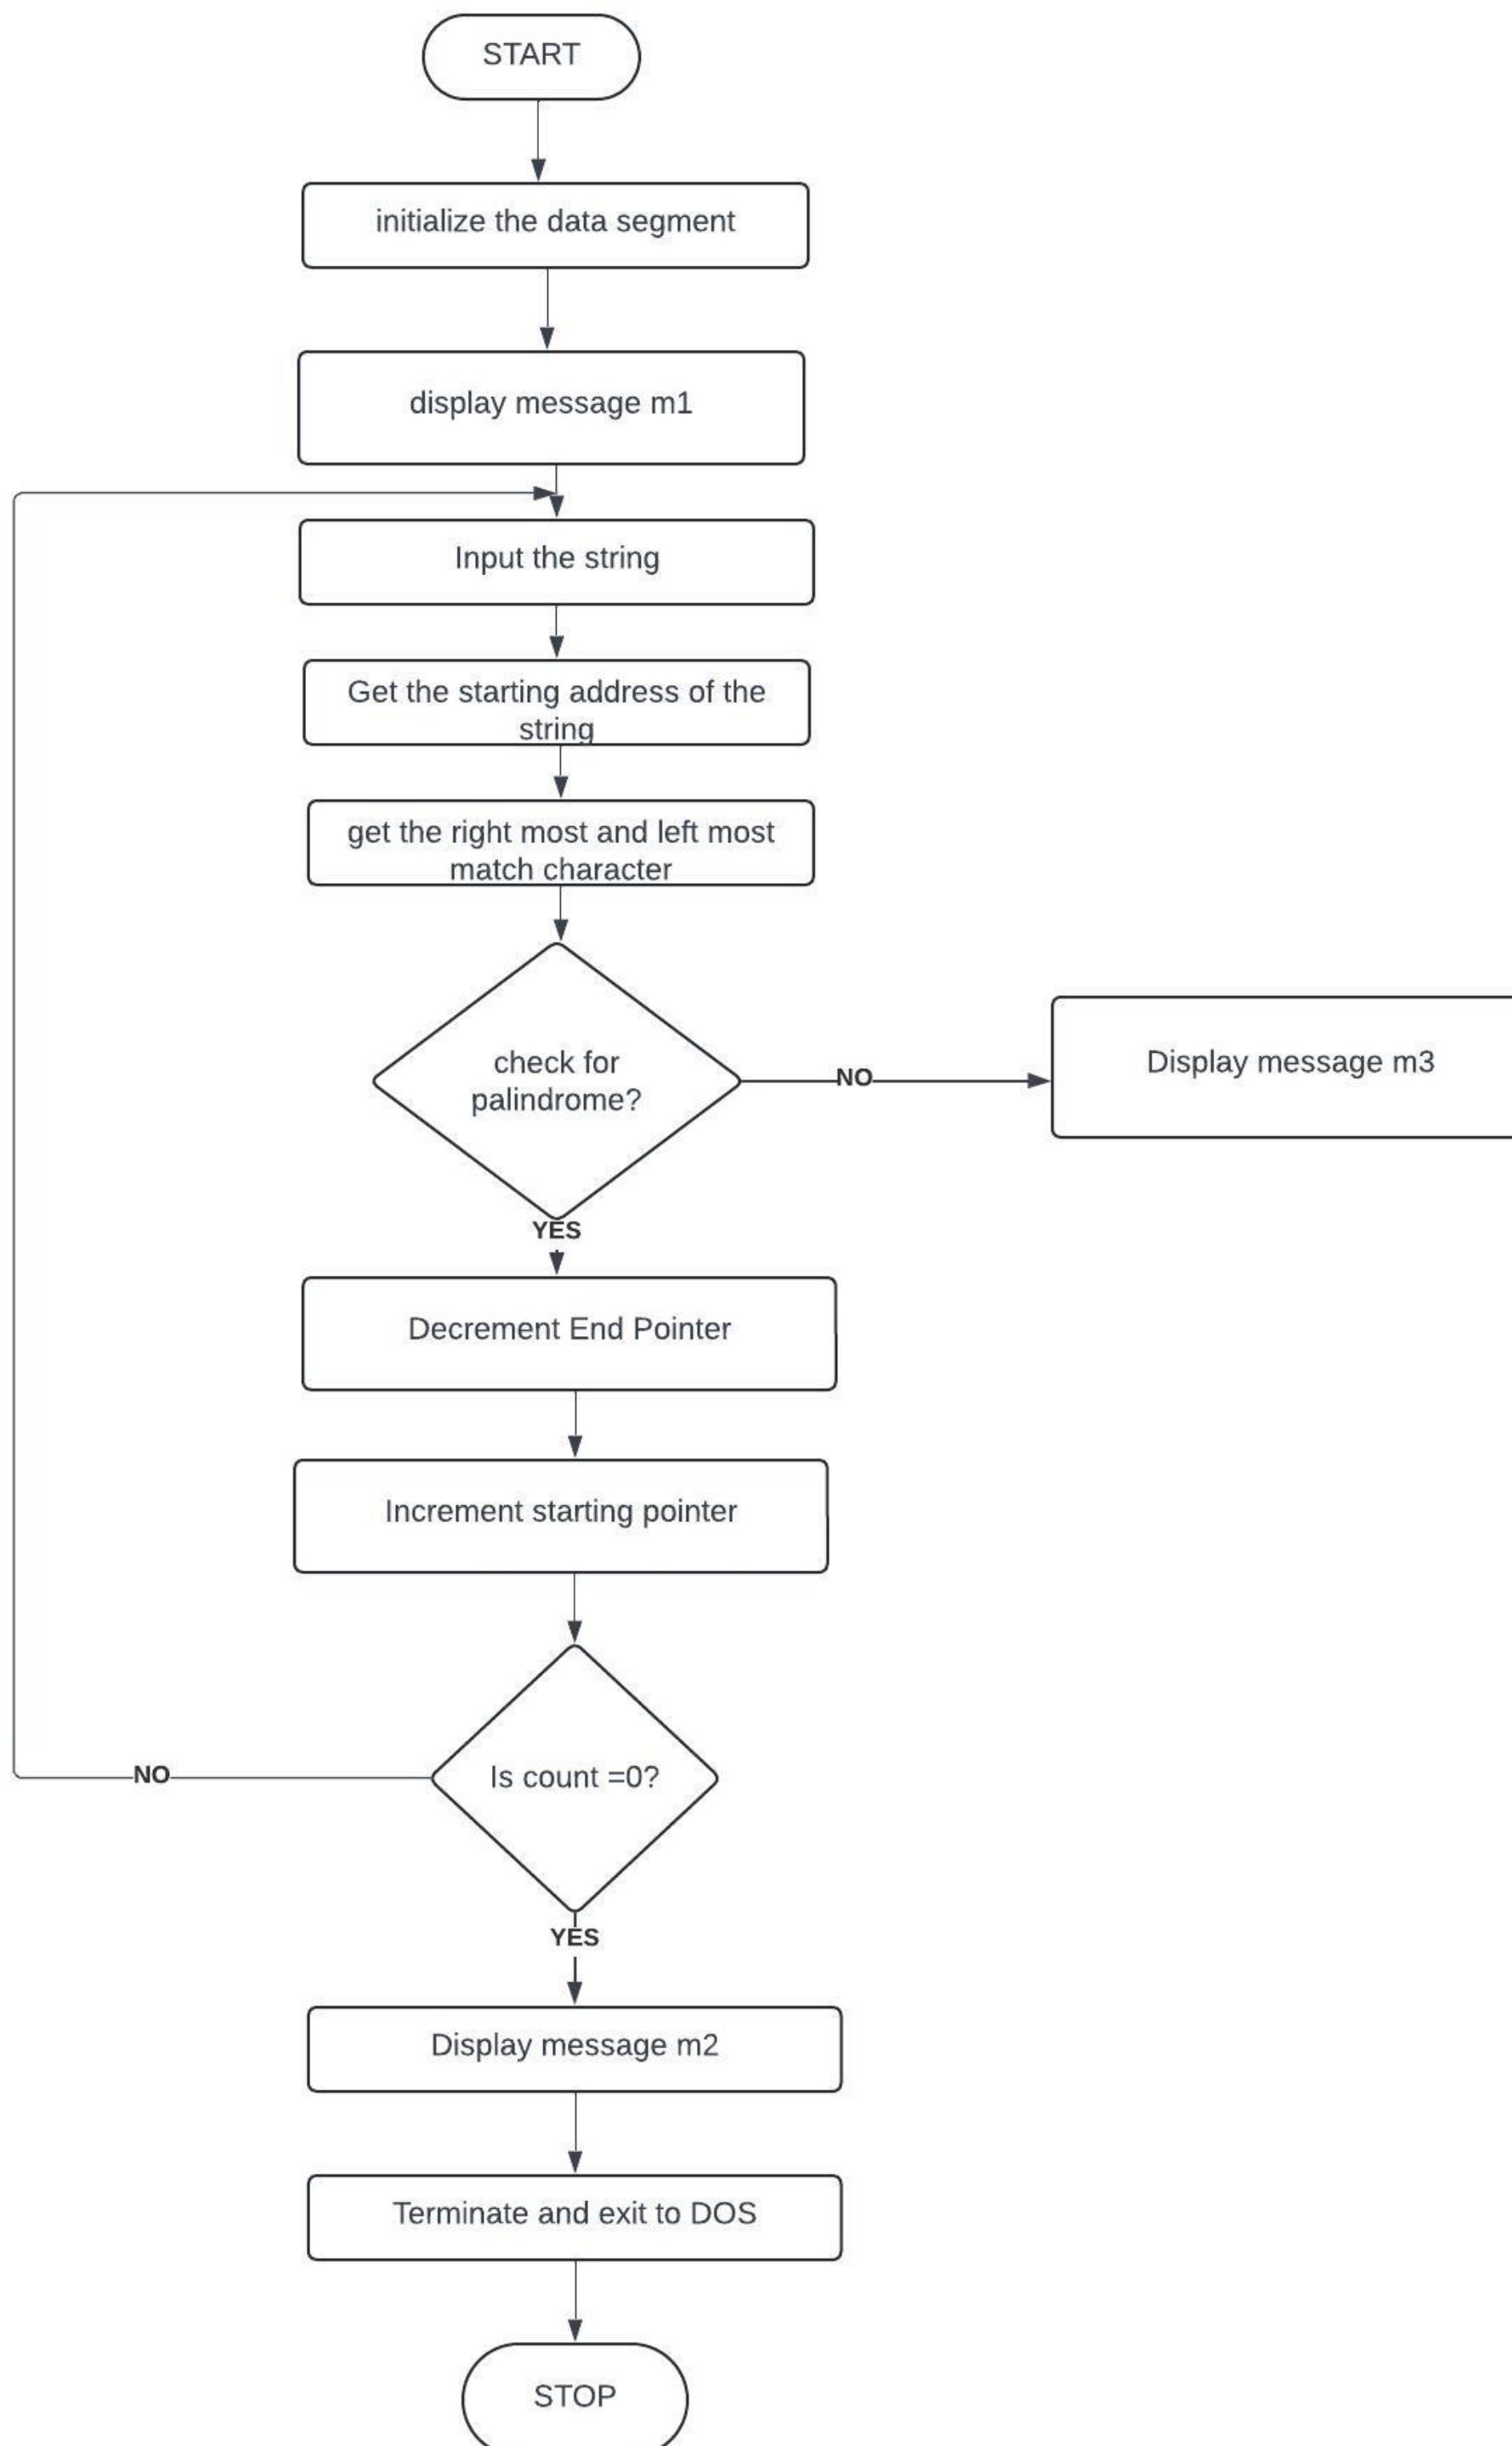 START
initialize the data segment
display message m1
Input the string
Get the starting address of the
string
get the right most and left most
match character
check for
palindrome?
NO
Display message m3
YES
Decrement End Pointer
Increment starting pointer
Is count =0?
NO
YES
Display message m2
Terminate and exit to DOS
STOP